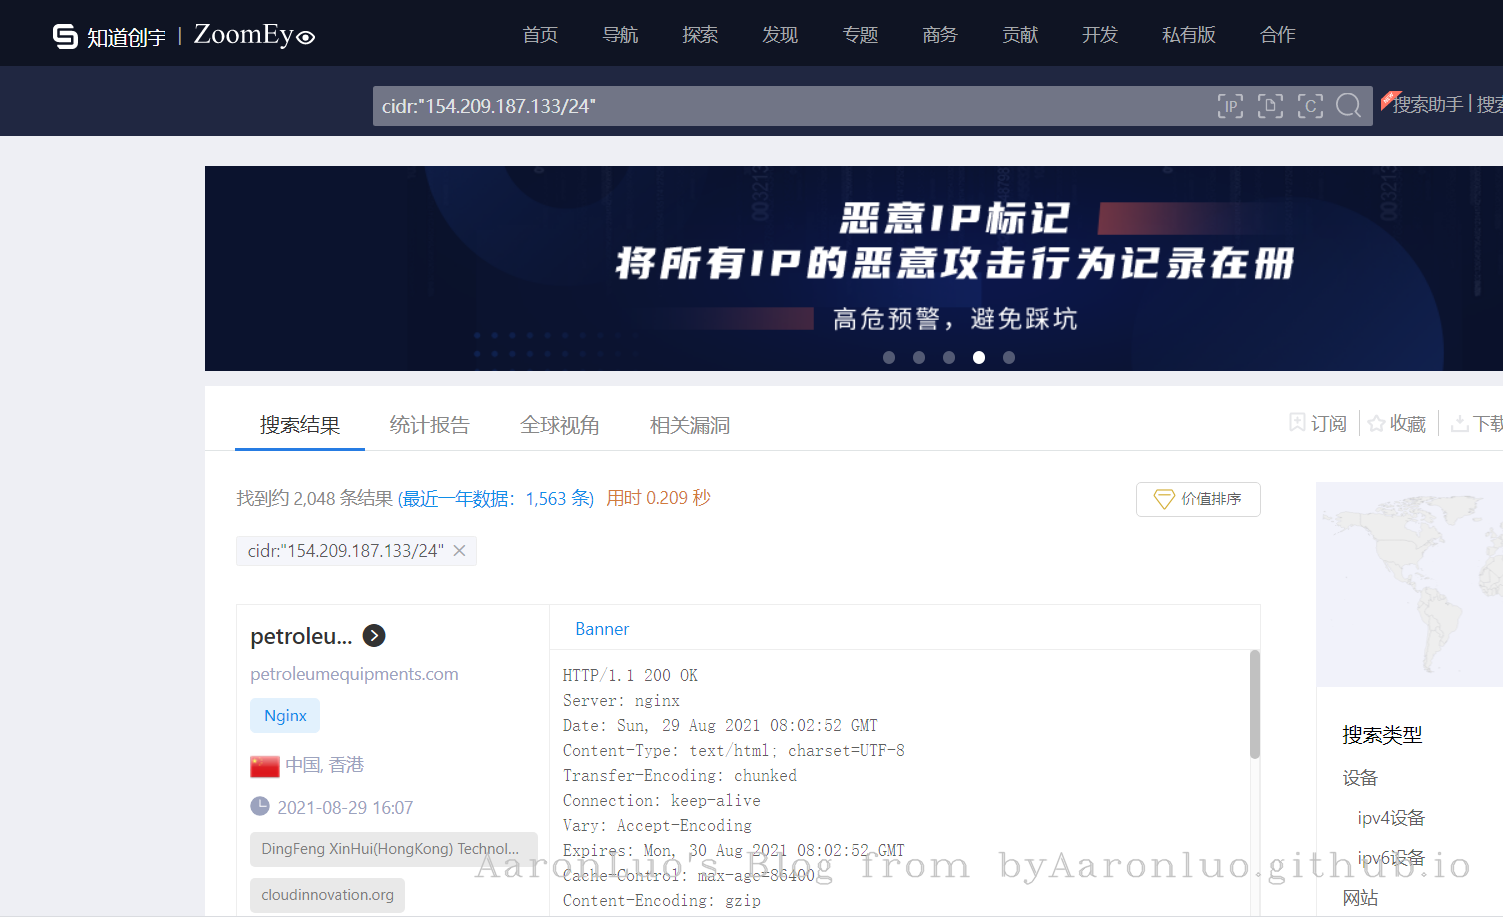 知道创宇 | ZoomEye
首页 导航 探索 发现 专题 商务 贡献 开发 私有版 合作
cidr:"154.209.187.133/24"
IP D C
搜索助手 | 搜索
恶意IP标记
将所有IP的恶意攻击行为记录在册
高危预警，避免踩坑
搜索结果 统计报告 全球视角 相关漏洞
订阅 收藏 下载
找到约 2,048 条结果 (最近一年数据：1,563 条) 用时 0.209 秒
价值排序
cidr:"154.209.187.133/24" ×
petroleu...
petroleumequipments.com
Nginx
中国, 香港
2021-08-29 16:07
DingFeng XinHui(HongKong) Technol...
cloudinnovation.org
Banner
HTTP/1.1 200 OK
Server: nginx
Date: Sun, 29 Aug 2021 08:02:52 GMT
Content-Type: text/html; charset=UTF-8
Transfer-Encoding: chunked
Connection: keep-alive
Vary: Accept-Encoding
Expires: Mon, 30 Aug 2021 08:02:52 GMT
Cache-Control: max-age=86400
Content-Encoding: gzip
搜索类型
设备
ipv4设备
ipv6设备
网站
Aaronluo's Blog from byAaronluo.github.io